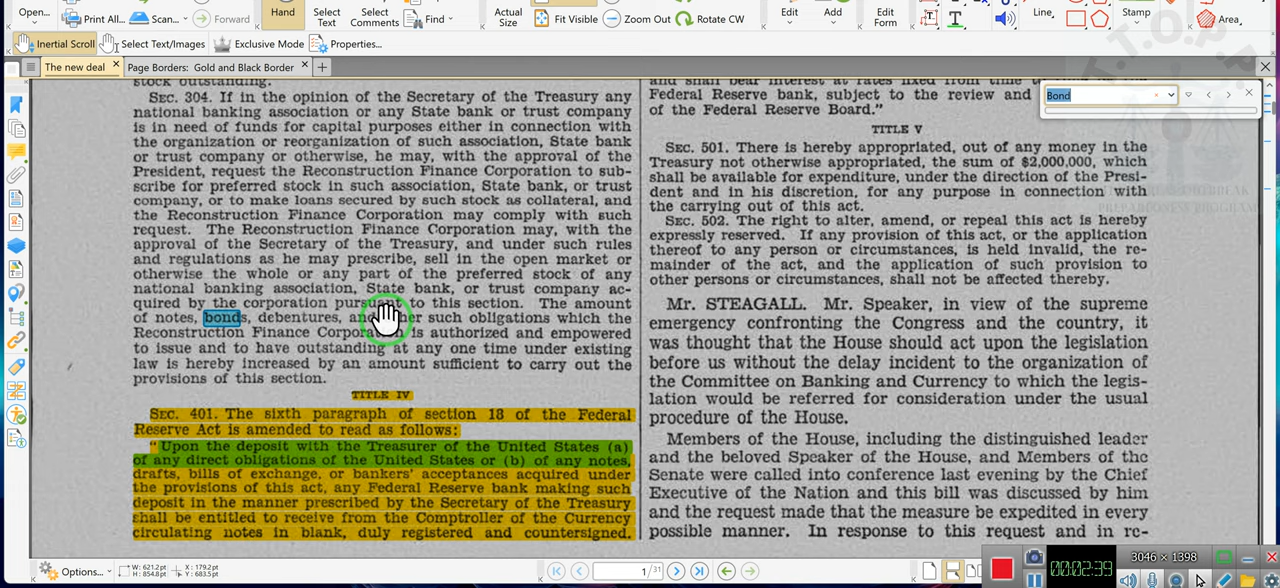 Open...
Print All...
Scan...
Forward
Hand
Select Text
Select Comments
Find
Actual Size
Fit Visible
Zoom Out
Rotate CW
Edit
Add
Edit Form
Line
Stamp
Area
Inertial Scroll
Select Text/Images
Exclusive Mode
Properties...
The new deal
Page Borders: Gold and Black Border
Bond
T.O.P.P
stock outstanding.
SEC. 304. If in the opinion of the Secretary of the Treasury any
national banking association or any State bank or trust company
is in need of funds for capital purposes either in connection with
the organization or reorganization of such association, State bank
or trust company or otherwise, he may, with the approval of the
President, request the Reconstruction Finance Corporation to sub-
scribe for preferred stock in such association, State bank, or trust
company, or to make loans secured by such stock as collateral, and
the Reconstruction Finance Corporation may comply with such
request. The Reconstruction Finance Corporation may, with the
approval of the Secretary of the Treasury, and under such rules
and regulations as he may prescribe, sell in the open market or
otherwise the whole or any part of the preferred stock of any
national banking association, State bank, or trust company ac-
quired by the corporation pursuant to this section. The amount
of notes, bonds, debentures, and other such obligations which the
Reconstruction Finance Corporation is authorized and empowered
to issue and to have outstanding at any one time under existing
law is hereby increased by an amount sufficient to carry out the
provisions of this section.
TITLE IV
SEC. 401. The sixth paragraph of section 18 of the Federal
Reserve Act is amended to read as follows:
"Upon the deposit with the Treasurer of the United States (a)
of any direct obligations of the United States or (b) of any notes,
drafts, bills of exchange, or bankers' acceptances acquired under
the provisions of this act, any Federal Reserve bank making such
deposit in the manner prescribed by the Secretary of the Treasury
shall be entitled to receive from the Comptroller of the Currency
circulating notes in blank, duly registered and countersigned.
and shall bear interest at rates fixed from time to
Federal Reserve bank, subject to the review and
of the Federal Reserve Board."
TITLE V
SEC. 501. There is hereby appropriated, out of any money in the
Treasury not otherwise appropriated, the sum of $2,000,000, which
shall be available for expenditure, under the direction of the Presi-
dent and in his discretion, for any purpose in connection with
the carrying out of this act.
SEC. 502. The right to alter, amend, or repeal this act is hereby
expressly reserved. If any provision of this act, or the application
thereof to any person or circumstances, is held invalid, the re-
mainder of the act, and the application of such provision to
other persons or circumstances, shall not be affected thereby.
Mr. STEAGALL. Mr. Speaker, in view of the supreme
emergency confronting the Congress and the country, it
was thought that the House should act upon the legislation
before us without the delay incident to the organization of
the Committee on Banking and Currency to which the legis-
lation would be referred for consideration under the usual
procedure of the House.
Members of the House, including the distinguished leader
and the beloved Speaker of the House, and Members of the
Senate were called into conference last evening by the Chief
Executive of the Nation and this bill was discussed by him
and the request made that the measure be expedited in every
possible manner. In response to this request and in re-
PREPAREDNESS PROGRAM
Options...
W: 621.2pt
H: 854.8pt
X: 179.2pt
Y: 683.5pt
1 / 31
00:02:39
3046 × 1398